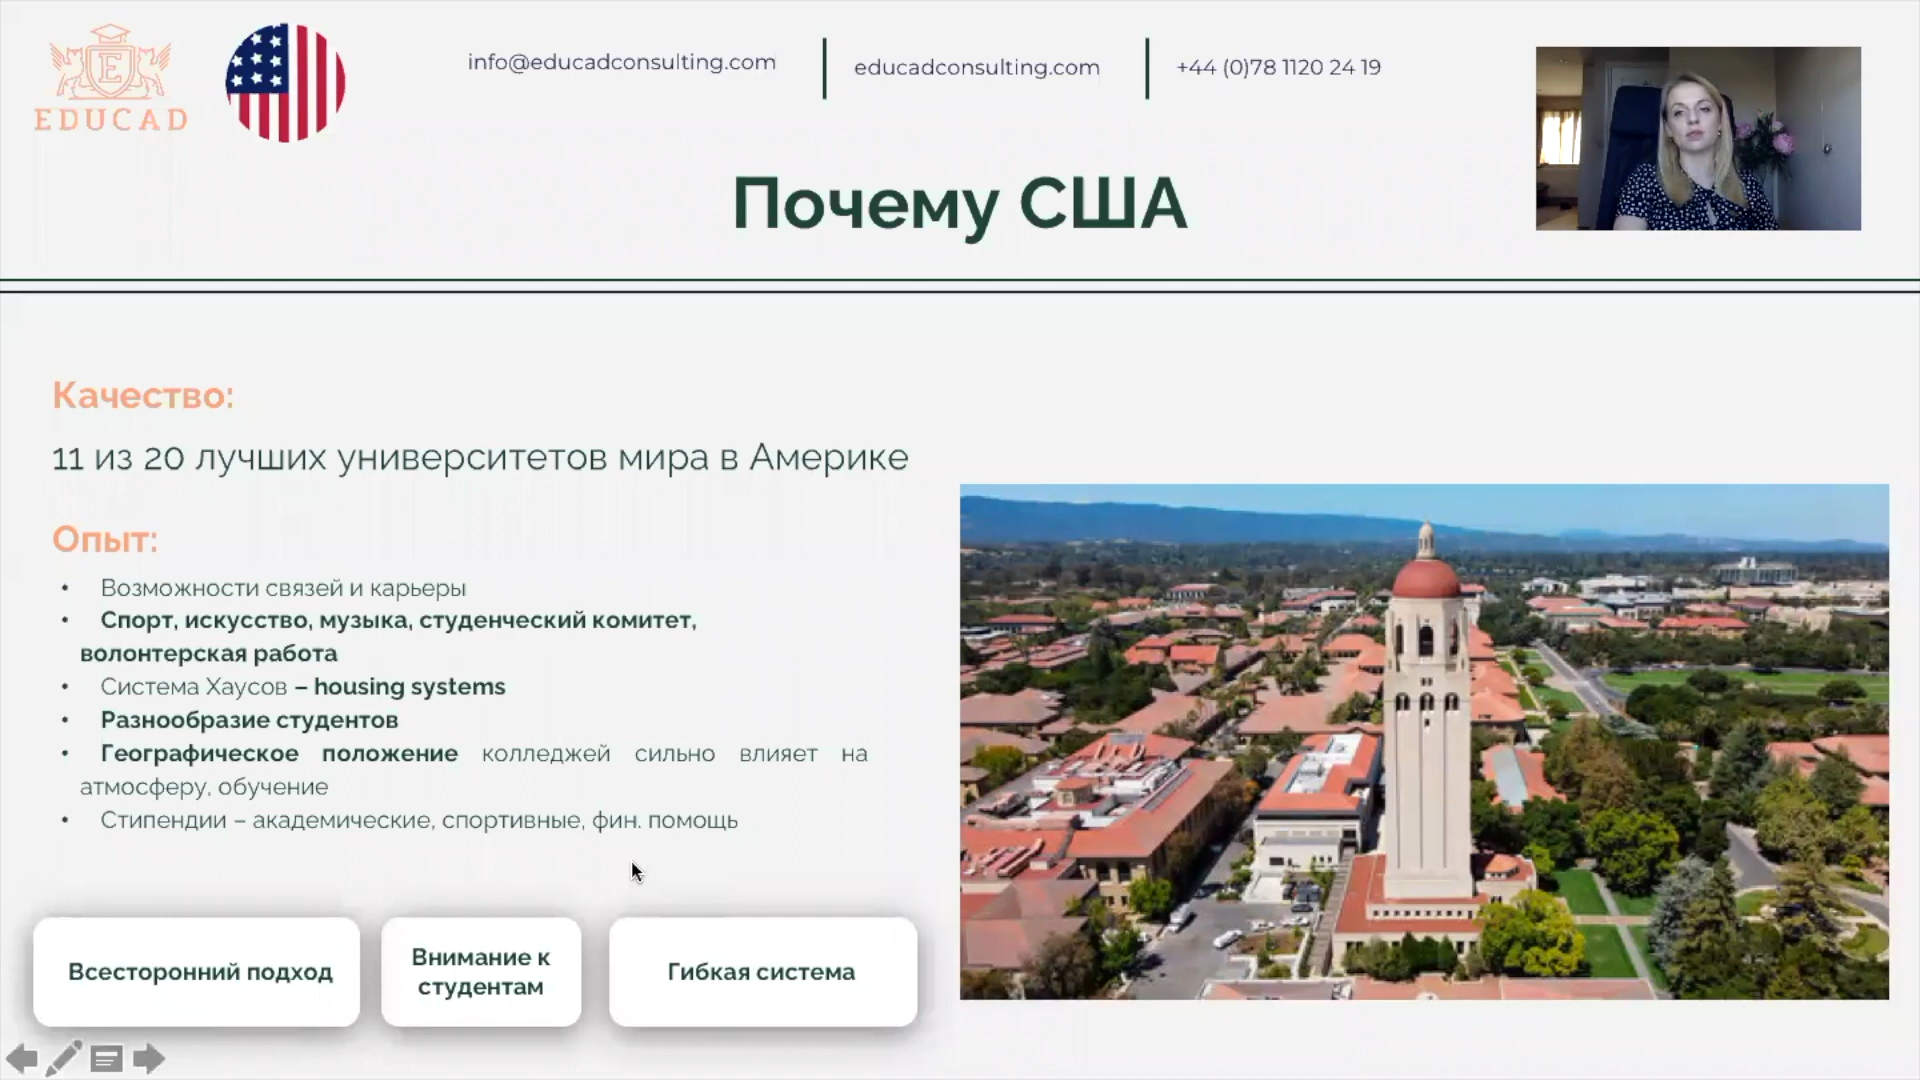 E
EDUCAD
info@educadconsulting.com
educadconsulting.com
+44 (0)78 1120 24 19
Почему США
Качество:
11 из 20 лучших университетов мира в Америке
Опыт:
• Возможности связей и карьеры
• Спорт, искусство, музыка, студенческий комитет,
волонтерская работа
• Система Хаусов – housing systems
• Разнообразие студентов
• Географическое положение колледжей сильно влияет на
атмосферу, обучение
• Стипендии – академические, спортивные, фин. помощь
Всесторонний подход
Внимание к
студентам
Гибкая система